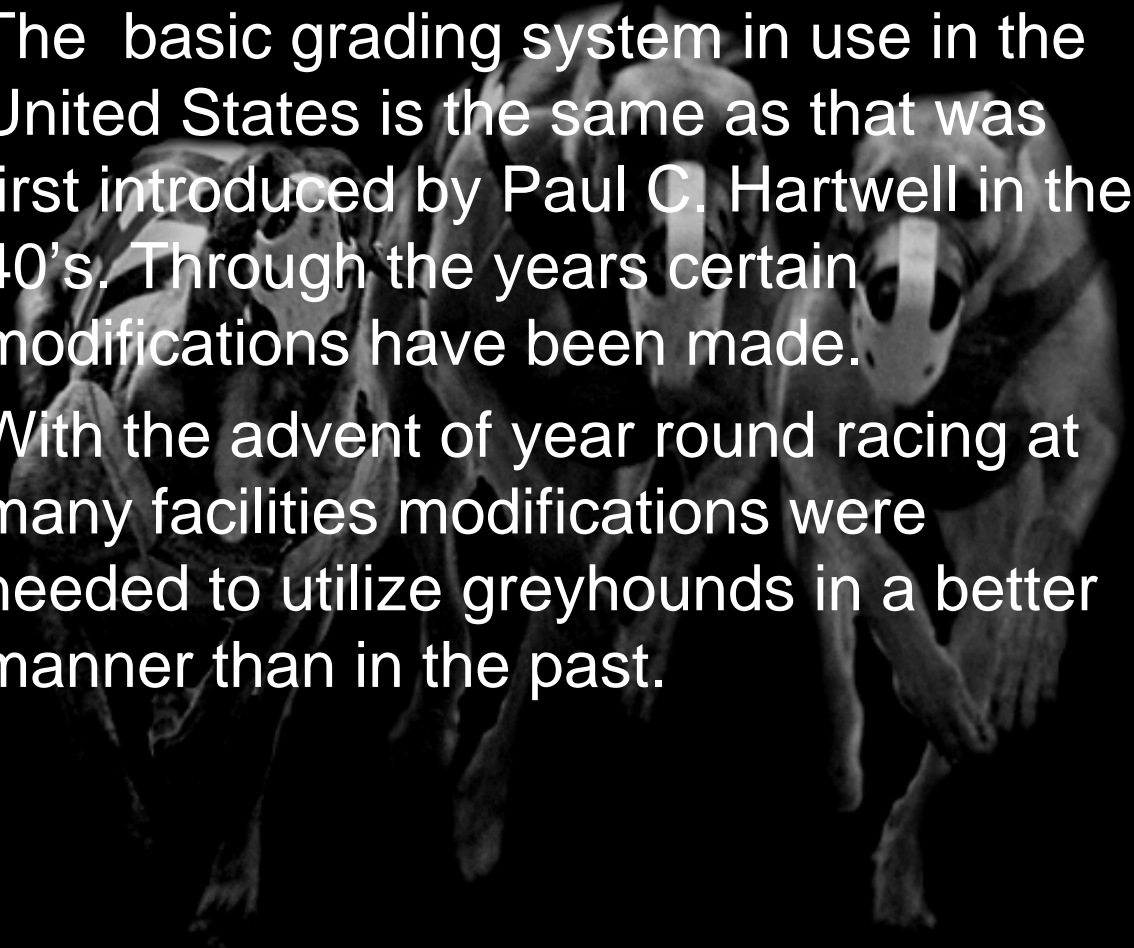 The  basic grading system in use in the
United States is the same as that was
first introduced by Paul C. Hartwell in the
40’s. Through the years certain
modifications have been made.
With the advent of year round racing at
many facilities modifications were
needed to utilize greyhounds in a better
manner than in the past.